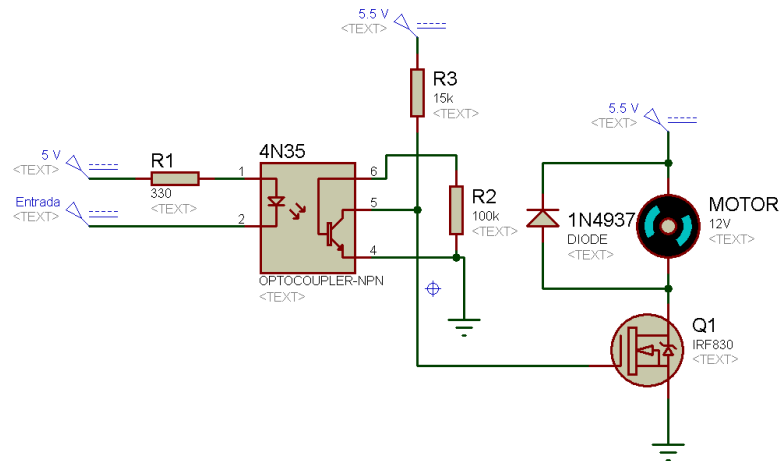 5.5 V
<TEXT>
R3
15k
<TEXT>
5.5 V
<TEXT>
4N35
5 V
<TEXT>
R1
330
<TEXT>
1
6
Entrada
<TEXT>
2
5
4
R2
100k
<TEXT>
1N4937
DIODE
<TEXT>
MOTOR
12V
<TEXT>
OPTOCOUPLER-NPN
<TEXT>
Q1
IRF830
<TEXT>